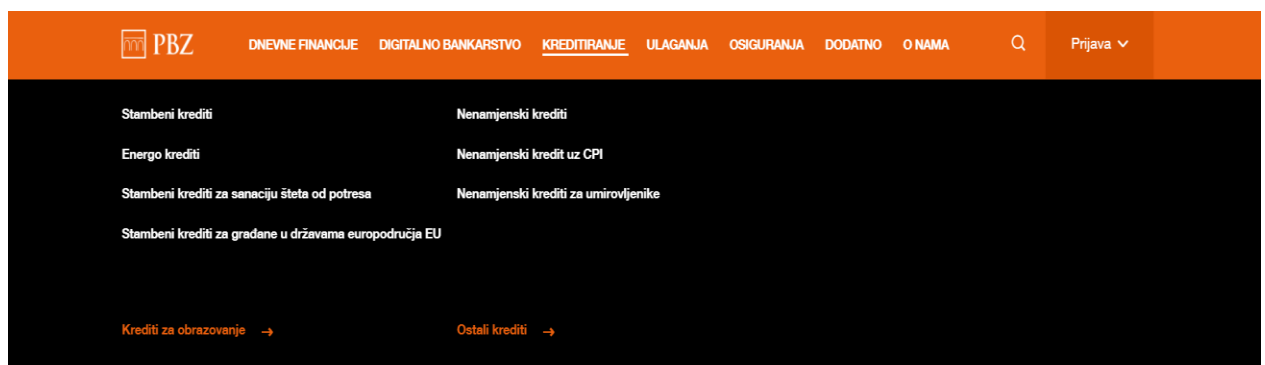 PBZ
DNEVNE FINANCIJE DIGITALNO BANKARSTVO KREDITIRANJE ULAGANJA OSIGURANJA DODATNO O NAMA Prijava
Stambeni krediti
Energo krediti
Stambeni krediti za sanaciju šteta od potresa
Stambeni krediti za građane u državama europodručja EU
Nenamjenski krediti
Nenamjenski kredit uz CPI
Nenamjenski krediti za umirovljenike
Krediti za obrazovanje →
Ostali krediti →